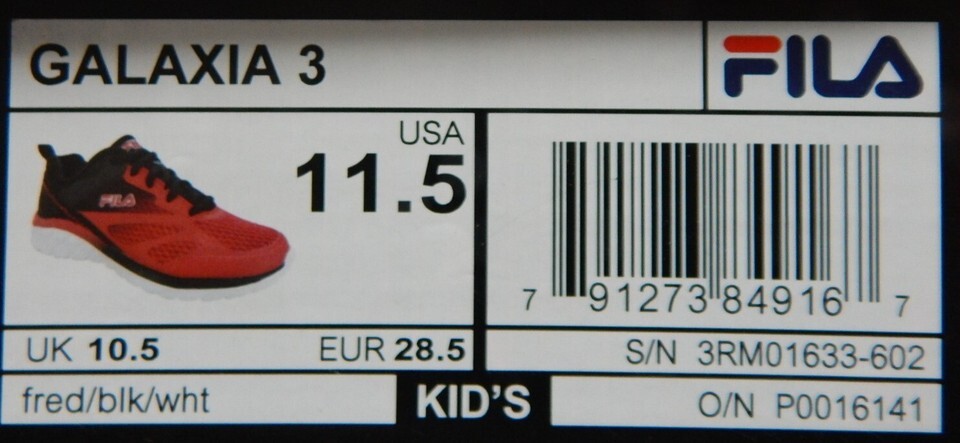 GALAXIA 3
FILA
FILA
USA
11.5
7 91273 84916 7
UK 10.5 EUR 28.5
S/N 3RM01633-602
fred/blk/wht
KID'S
O/N P0016141